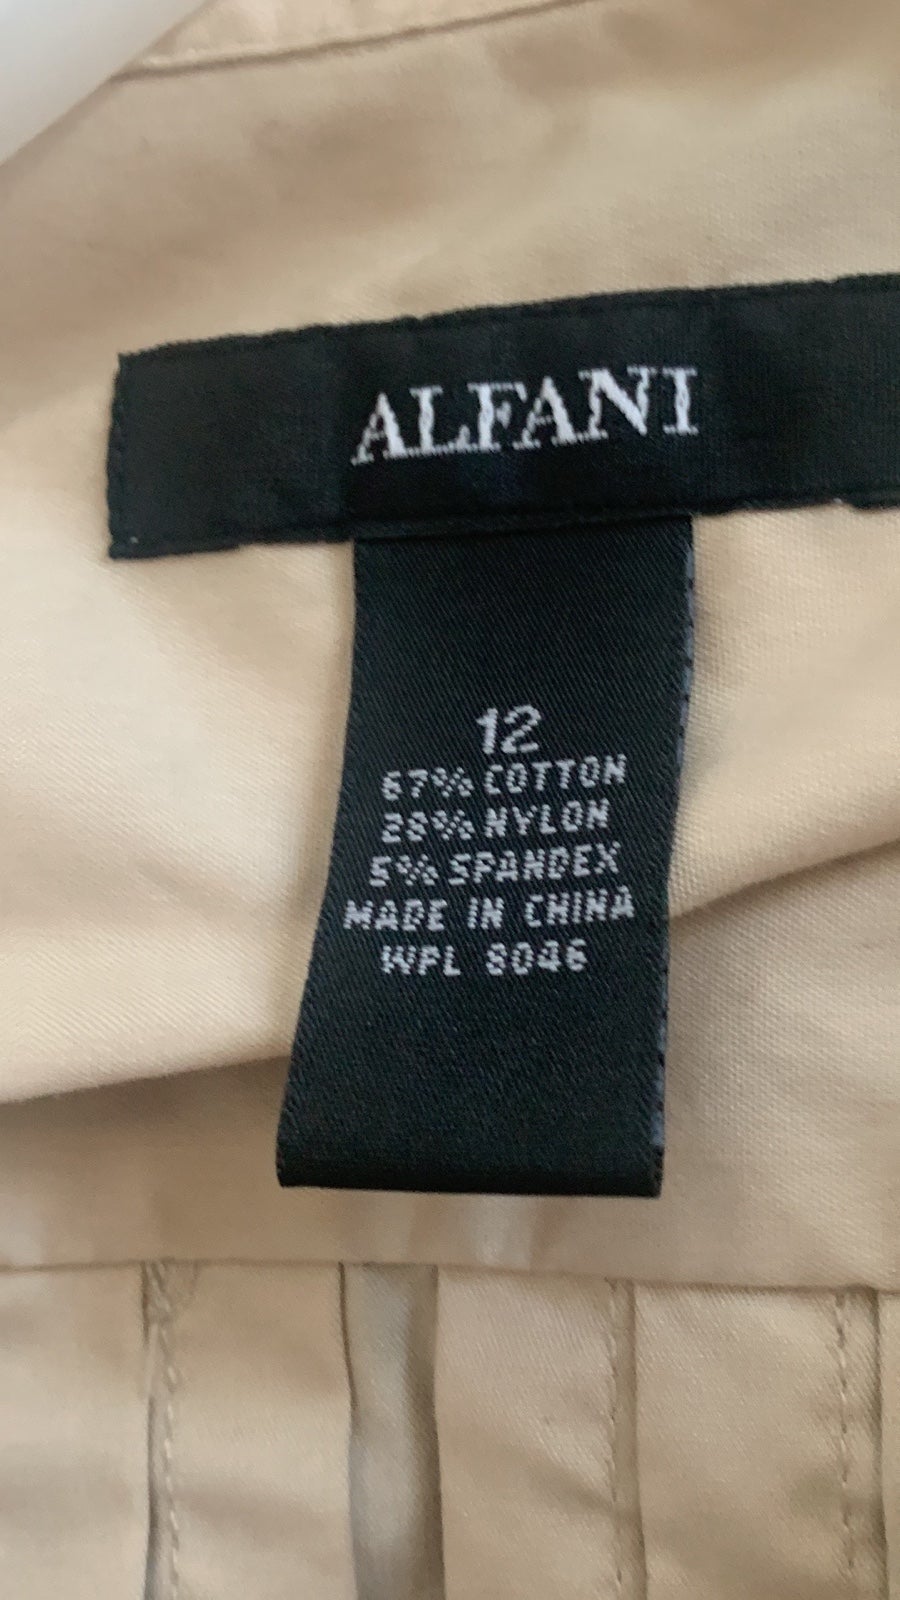 ALFANI
12
67% COTTON
28% NYLON
5% SPANDEX
MADE IN CHINA
WPL 8046